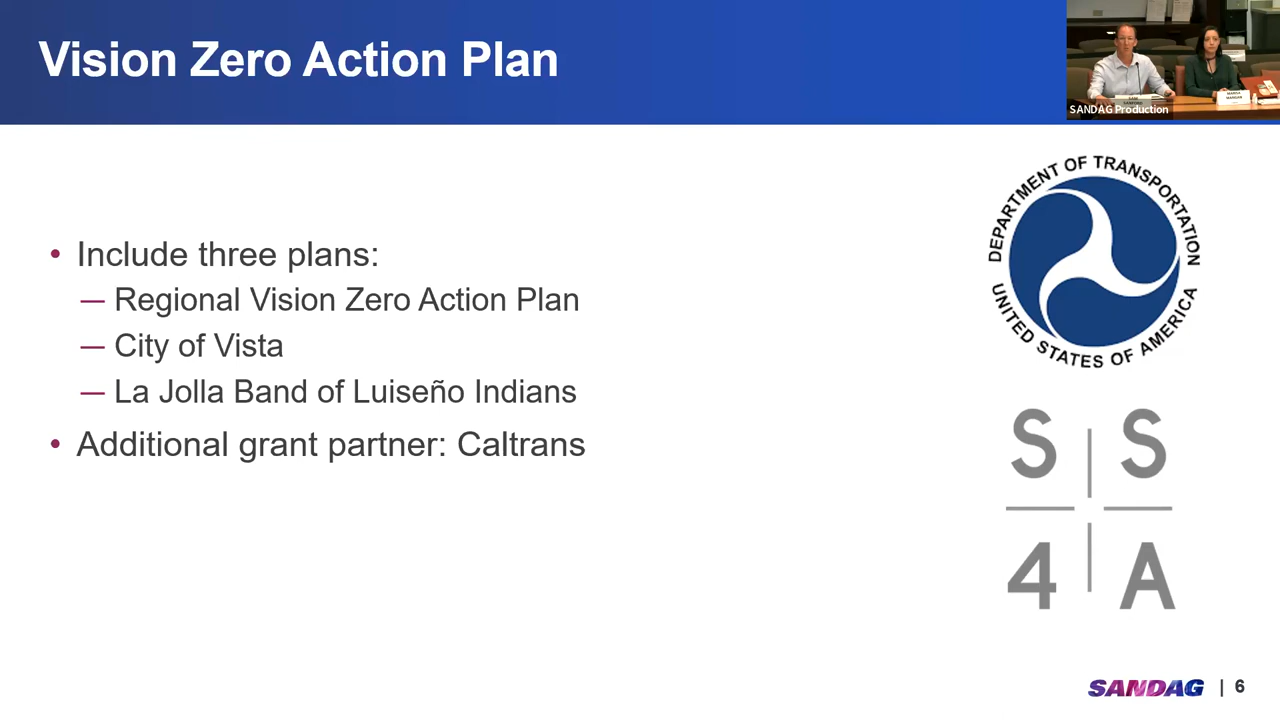 Vision Zero Action Plan
SANDAG Production
• Include three plans:
— Regional Vision Zero Action Plan
— City of Vista
— La Jolla Band of Luiseño Indians
• Additional grant partner: Caltrans
DEPARTMENT OF TRANSPORTATION
UNITED STATES OF AMERICA
S S
4 A
SANDAG | 6